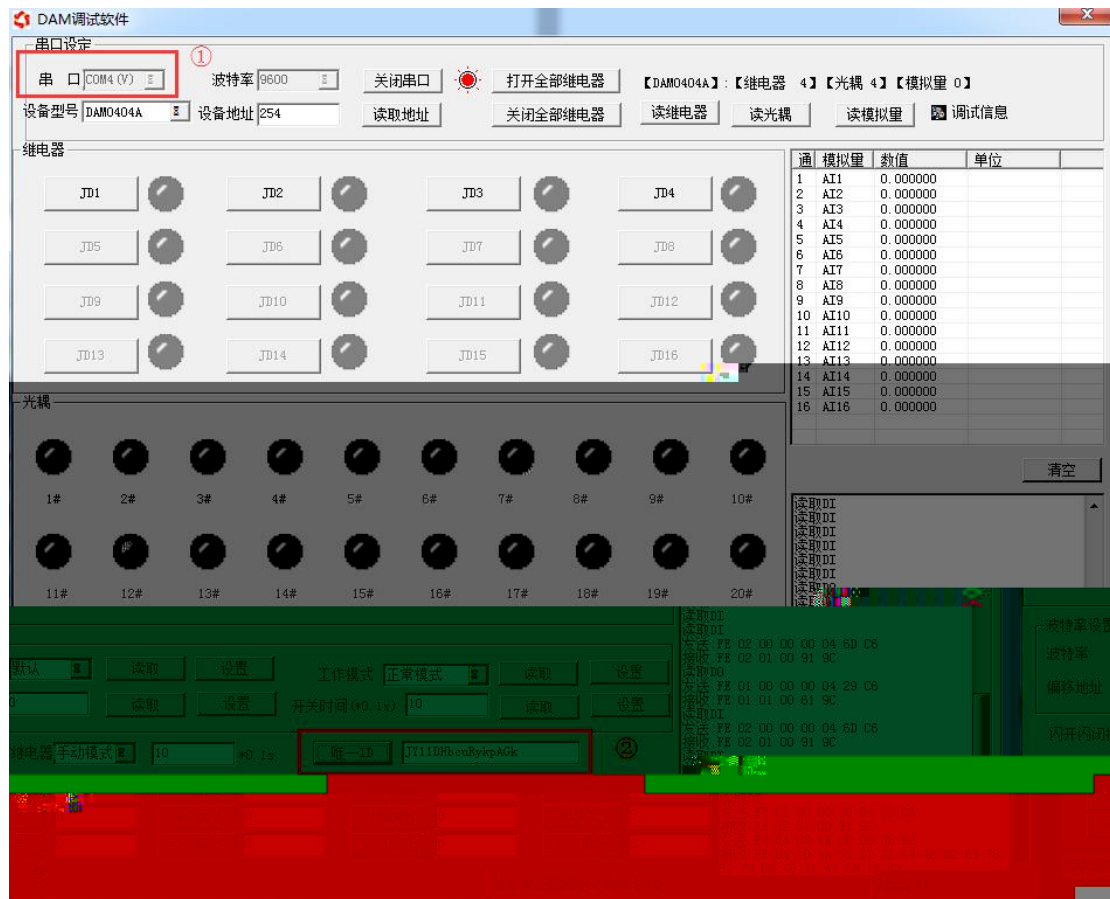 DAM调试软件
串口设定
①
串 口 COM4(V) 波特率 9600 关闭串口 打开全部继电器 【DAM0404A】:【继电器 4】【光耦 4】【模拟量 0】
设备型号 DAM0404A 设备地址 254 读取地址 关闭全部继电器 读继电器 读光耦 读模拟量 调试信息
继电器
JD1 JD2 JD3 JD4
JD5 JD6 JD7 JD8
JD9 JD10 JD11 JD12
JD13 JD14 JD15 JD16
通 模拟量 数值 单位
1 AI1 0.000000
2 AI2 0.000000
3 AI3 0.000000
4 AI4 0.000000
5 AI5 0.000000
6 AI6 0.000000
7 AI7 0.000000
8 AI8 0.000000
9 AI9 0.000000
10 AI10 0.000000
11 AI11 0.000000
12 AI12 0.000000
13 AI13 0.000000
14 AI14 0.000000
15 AI15 0.000000
16 AI16 0.000000
光耦
1# 2# 3# 4# 5# 6# 7# 8# 9# 10#
11# 12# 13# 14# 15# 16# 17# 18# 19# 20#
清空
读取DI
读取DI
读取DI
读取DI
读取DI
读取DI
默认 读取 设置 工作模式 正常模式 读取 设置
0 读取 设置 开关时间(*0.1s) 10 读取 设置
继电器 手动模式 10 *0.1s 唯一ID JY11DHbcuRykpAGk ②
读取DI
读取DI
发送 FE 02 00 00 00 04 6D C6
接收 FE 02 01 00 91 9C
读取DO
发送 FE 01 00 00 00 04 29 C6
接收 FE 01 01 00 61 9C
读取DI
发送 FE 02 00 00 00 04 6D C6
接收 FE 02 01 00 91 9C
波特率设置
波特率
偏移地址
闪开闪闭